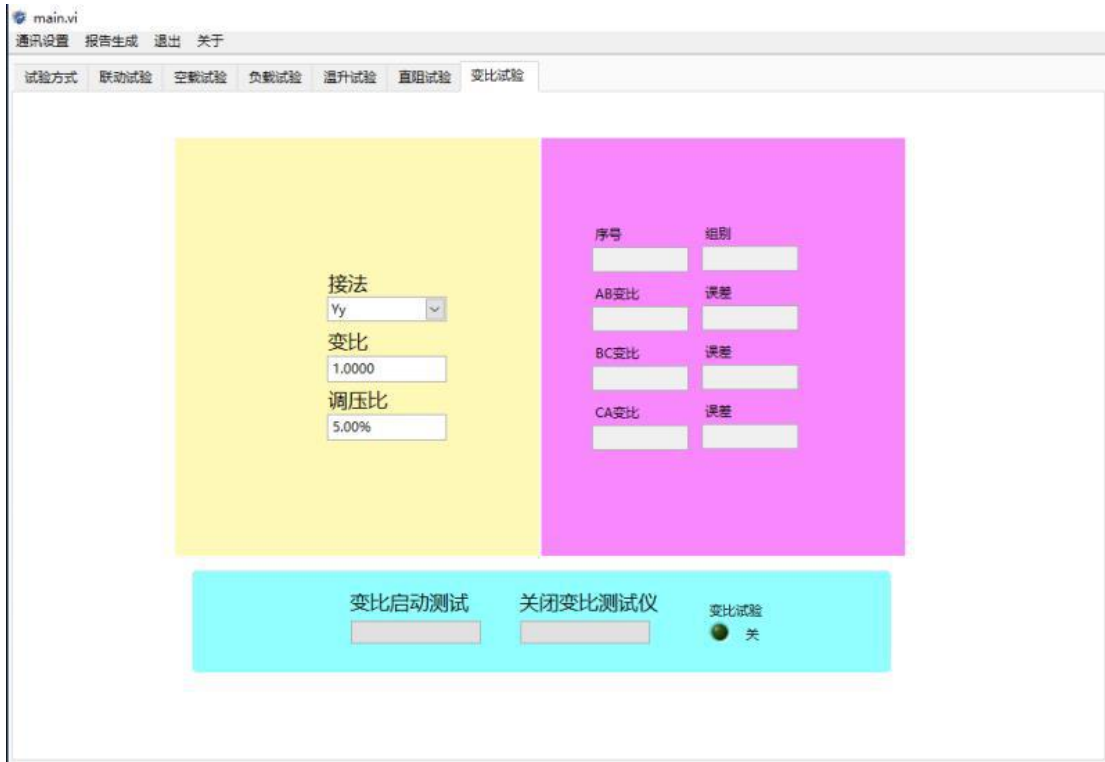 main.vi
通讯设置 报告生成 退出 关于
试验方式 联动试验 空载试验 负载试验 温升试验 直阻试验 变比试验
接法
Yy
变比
1.0000
调压比
5.00%
序号 组别
AB变比 误差
BC变比 误差
CA变比 误差
变比启动测试 关闭变比测试仪 变比试验
关